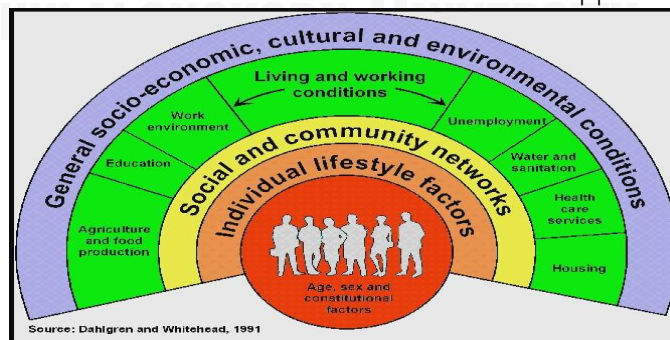 General socio-economic, cultural and environmental conditions
Living and working
conditions
Work
environment
Education
Agriculture
and food
production
Unemployment
Water and
sanitation
Health
care
services
Housing
Social and community networks
Individual lifestyle factors
Age, sex and
constitutional
factors
Source: Dahlgren and Whitehead, 1991